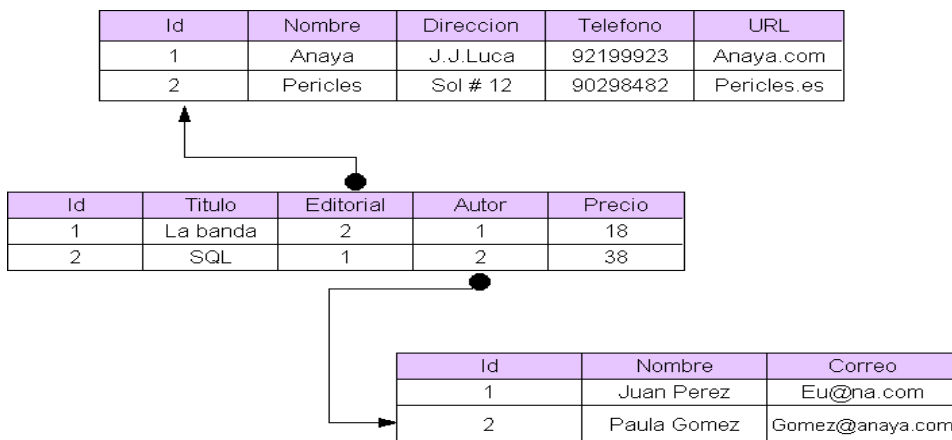 Id Nombre Direccion Telefono URL
1 Anaya J.J.Luca 92199923 Anaya.com
2 Pericles Sol # 12 90298482 Pericles.es
Id Titulo Editorial Autor Precio
1 La banda 2 1 18
2 SQL 1 2 38
Id Nombre Correo
1 Juan Perez Eu@na.com
2 Paula Gomez Gomez@anaya.com